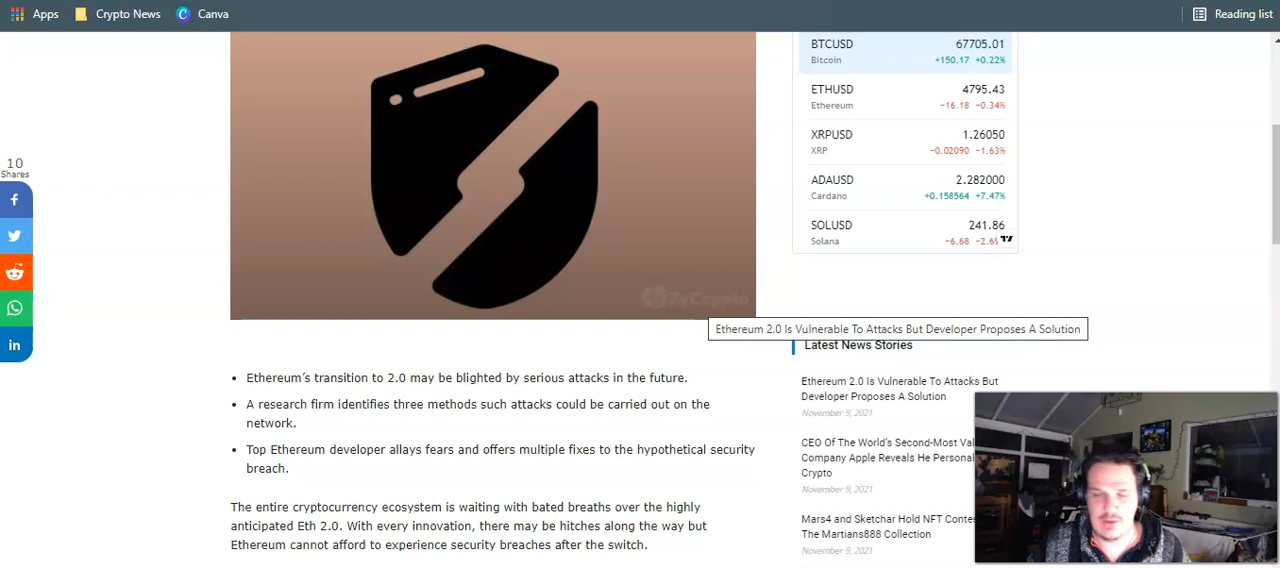 Apps
Crypto News
Canva
Reading list
10
Shares
ZyCrypto
BTCUSD 67705.01
Bitcoin +150.17 +0.22%
ETHUSD 4795.43
Ethereum −16.18 −0.34%
XRPUSD 1.26050
XRP −0.02090 −1.63%
ADAUSD 2.282000
Cardano +0.158564 +7.47%
SOLUSD 241.86
Solana −6.68
Ethereum 2.0 Is Vulnerable To Attacks But Developer Proposes A Solution
• Ethereum’s transition to 2.0 may be blighted by serious attacks in the future.
• A research firm identifies three methods such attacks could be carried out on the
network.
• Top Ethereum developer allays fears and offers multiple fixes to the hypothetical security
breach.
The entire cryptocurrency ecosystem is waiting with bated breaths over the highly
anticipated Eth 2.0. With every innovation, there may be hitches along the way but
Ethereum cannot afford to experience security breaches after the switch.
Latest News Stories
Ethereum 2.0 Is Vulnerable To Attacks But
Developer Proposes A Solution
November 9, 2021
CEO Of The World’s Second-Most
Company Apple Reveals He
Crypto
November 9, 2021
Mars4 and Sketchar Hold NFT
The Martians888 Collection
November 9, 2021